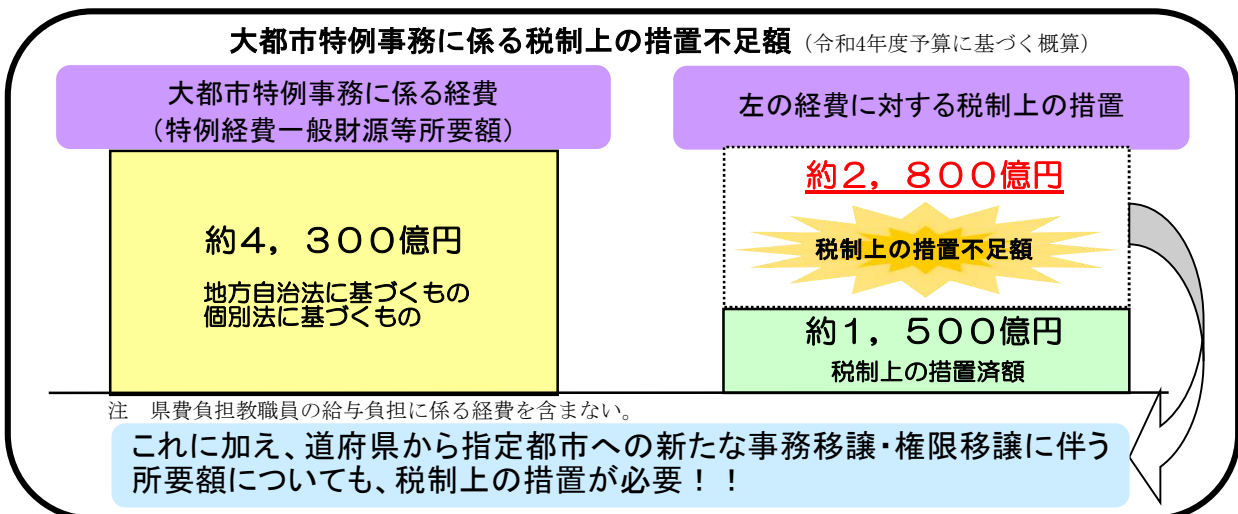 大都市特例事務に係る税制上の措置不足額（令和4年度予算に基づく概算）
大都市特例事務に係る経費
（特例経費一般財源等所要額）
左の経費に対する税制上の措置
約４，３００億円
地方自治法に基づくもの
個別法に基づくもの
約２，８００億円
税制上の措置不足額
約１，５００億円
税制上の措置済額
注　県費負担教職員の給与負担に係る経費を含まない。
これに加え、道府県から指定都市への新たな事務移譲・権限移譲に伴う
所要額についても、税制上の措置が必要！！